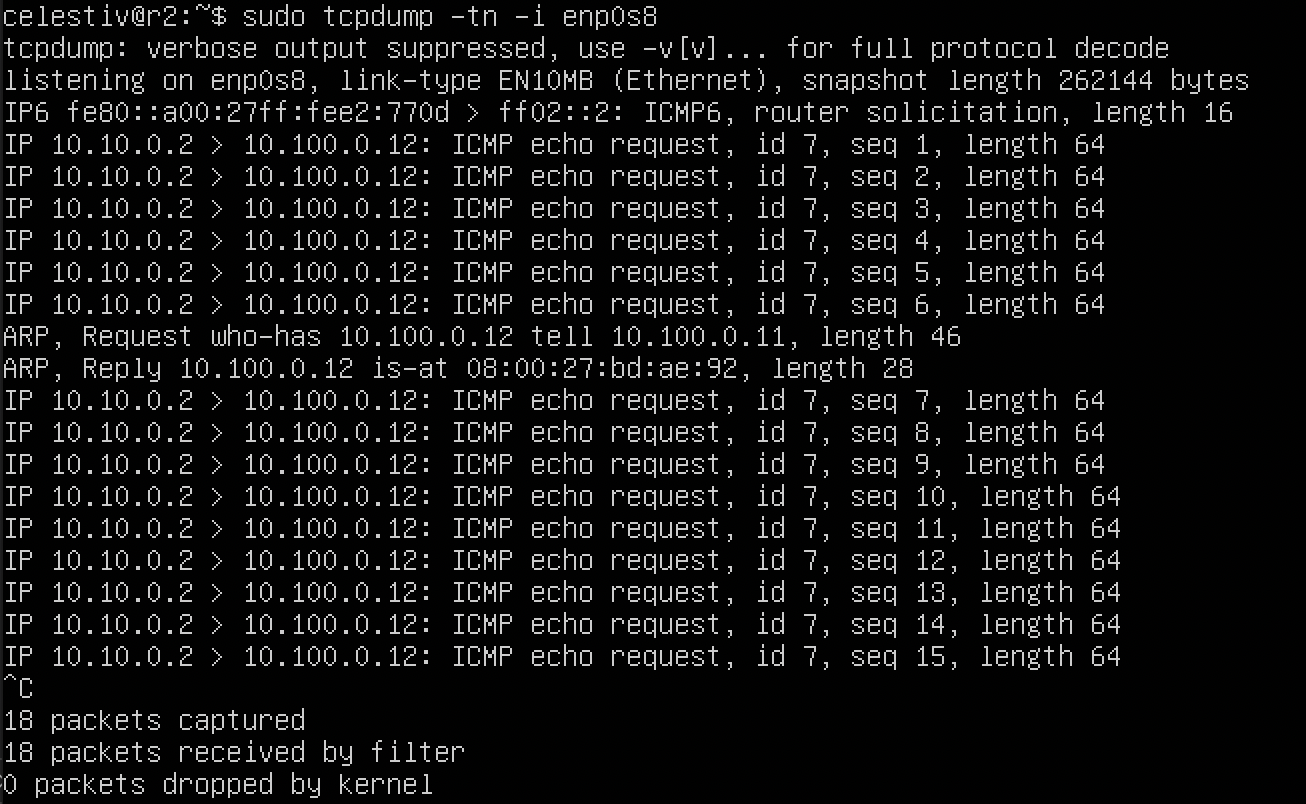 celestiv@r2:~$ sudo tcpdump -tn -i enp0s8
tcpdump: verbose output suppressed, use -v[v]... for full protocol decode
listening on enp0s8, link-type EN10MB (Ethernet), snapshot length 262144 bytes
IP6 fe80::a00:27ff:fee2:770d > ff02::2: ICMP6, router solicitation, length 16
IP 10.10.0.2 > 10.100.0.12: ICMP echo request, id 7, seq 1, length 64
IP 10.10.0.2 > 10.100.0.12: ICMP echo request, id 7, seq 2, length 64
IP 10.10.0.2 > 10.100.0.12: ICMP echo request, id 7, seq 3, length 64
IP 10.10.0.2 > 10.100.0.12: ICMP echo request, id 7, seq 4, length 64
IP 10.10.0.2 > 10.100.0.12: ICMP echo request, id 7, seq 5, length 64
IP 10.10.0.2 > 10.100.0.12: ICMP echo request, id 7, seq 6, length 64
ARP, Request who-has 10.100.0.12 tell 10.100.0.11, length 46
ARP, Reply 10.100.0.12 is-at 08:00:27:bd:ae:92, length 28
IP 10.10.0.2 > 10.100.0.12: ICMP echo request, id 7, seq 7, length 64
IP 10.10.0.2 > 10.100.0.12: ICMP echo request, id 7, seq 8, length 64
IP 10.10.0.2 > 10.100.0.12: ICMP echo request, id 7, seq 9, length 64
IP 10.10.0.2 > 10.100.0.12: ICMP echo request, id 7, seq 10, length 64
IP 10.10.0.2 > 10.100.0.12: ICMP echo request, id 7, seq 11, length 64
IP 10.10.0.2 > 10.100.0.12: ICMP echo request, id 7, seq 12, length 64
IP 10.10.0.2 > 10.100.0.12: ICMP echo request, id 7, seq 13, length 64
IP 10.10.0.2 > 10.100.0.12: ICMP echo request, id 7, seq 14, length 64
IP 10.10.0.2 > 10.100.0.12: ICMP echo request, id 7, seq 15, length 64
^C
18 packets captured
18 packets received by filter
0 packets dropped by kernel